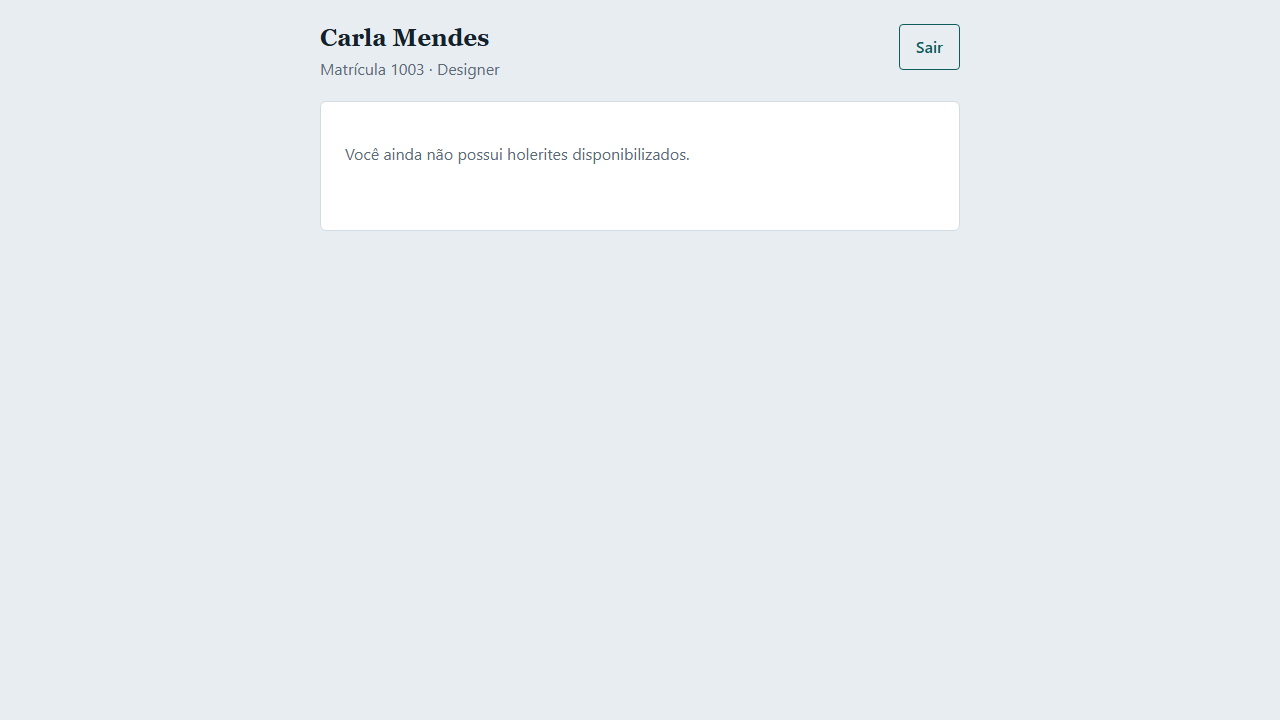 Carla Mendes
Sair
Matrícula 1003 · Designer
Você ainda não possui holerites disponibilizados.